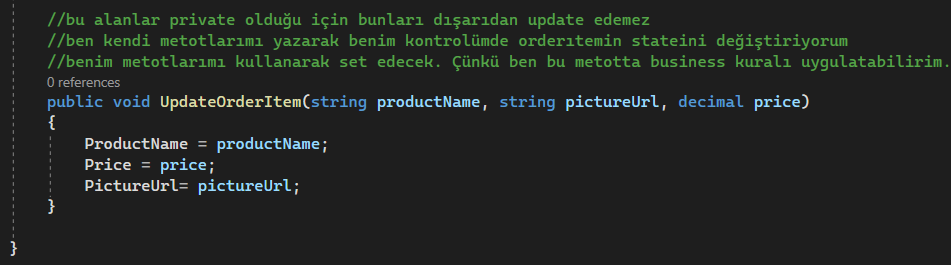 //bu alanlar private olduğu için bunları dışarıdan update edemez
//ben kendi metotlarımı yazarak benim kontrolümde orderıtemin stateini değiştiriyorum
//benim metotlarımı kullanarak set edecek. Çünkü ben bu metotta business kuralı uygulatabilirim.
0 references
public void UpdateOrderItem(string productName, string pictureUrl, decimal price)
{
ProductName = productName;
Price = price;
PictureUrl= pictureUrl;
}
}